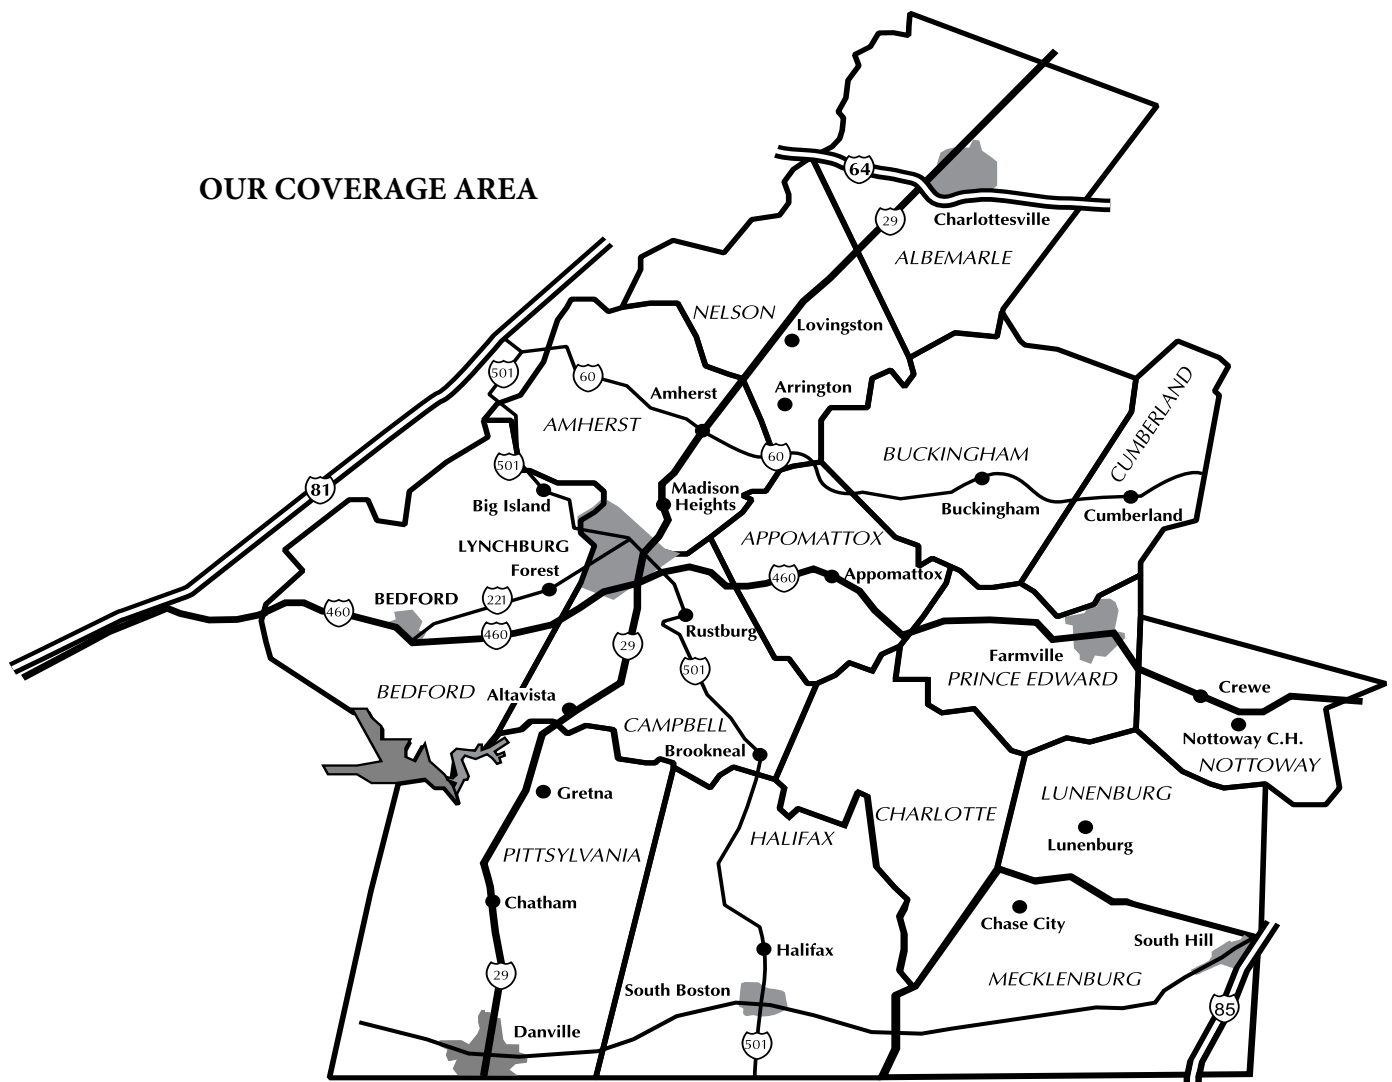 OUR COVERAGE AREA
64
Charlottesville
29
ALBEMARLE
NELSON
Lovingston
501
60
Amherst
Arrington
AMHERST
CUMBERLAND
BUCKINGHAM
60
501
81
Big Island
Madison
Heights
Buckingham
Cumberland
LYNCHBURG
APPOMATTOX
Forest
460
Appomattox
BEDFORD
221
460
460
Rustburg
29
Farmville
501
PRINCE EDWARD
Crewe
BEDFORD
Altavista
CAMPBELL
Brookneal
Nottoway C.H.
NOTTOWAY
Gretna
LUNENBURG
CHARLOTTE
HALIFAX
Lunenburg
PITTSYLVANIA
Chatham
Chase City
South Hill
Halifax
29
South Boston
MECKLENBURG
85
Danville
501